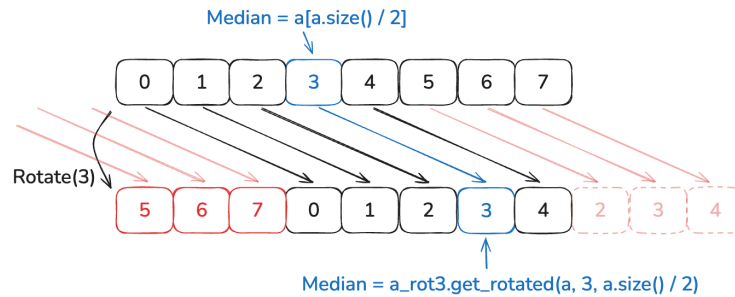 Median = a[a.size() / 2]
0 1 2 3 4 5 6 7
Rotate(3)
5 6 7 0 1 2 3 4 2 3 4
Median = a_rot3.get_rotated(a, 3, a.size() / 2)